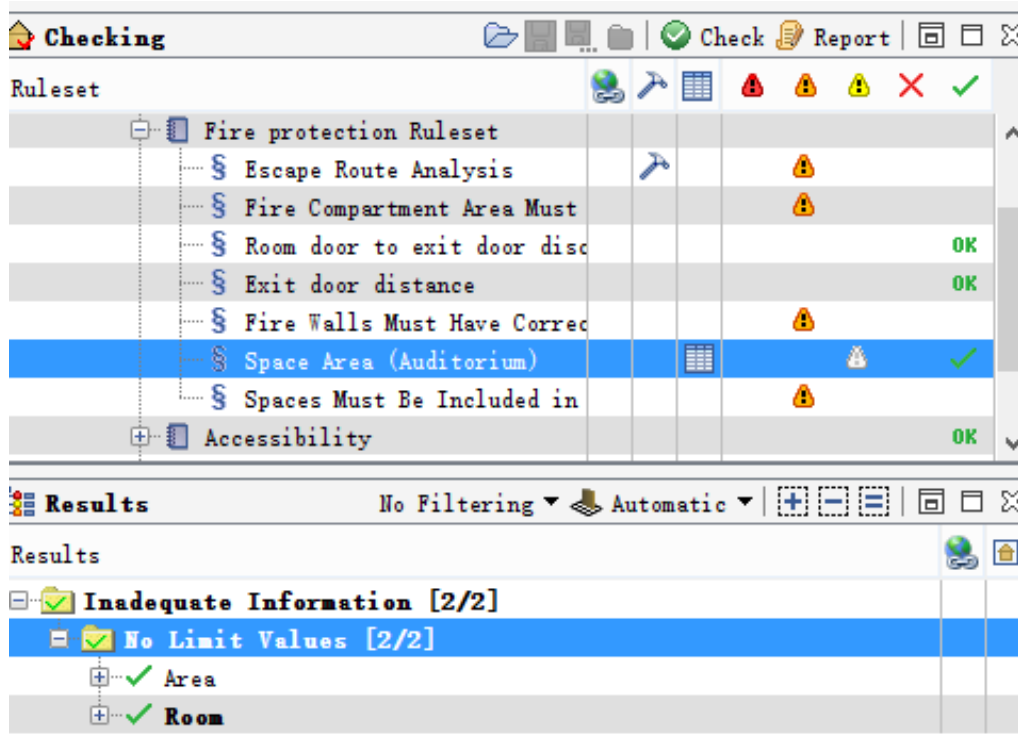 Checking Check Report
Ruleset
Fire protection Ruleset
§ Escape Route Analysis
§ Fire Compartment Area Must
§ Room door to exit door disc OK
§ Exit door distance OK
§ Fire Walls Must Have Correc
§ Space Area (Auditorium)
§ Spaces Must Be Included in
Accessibility OK
Results No Filtering Automatic
Results
Inadequate Information [2/2]
No Limit Values [2/2]
Area
Room